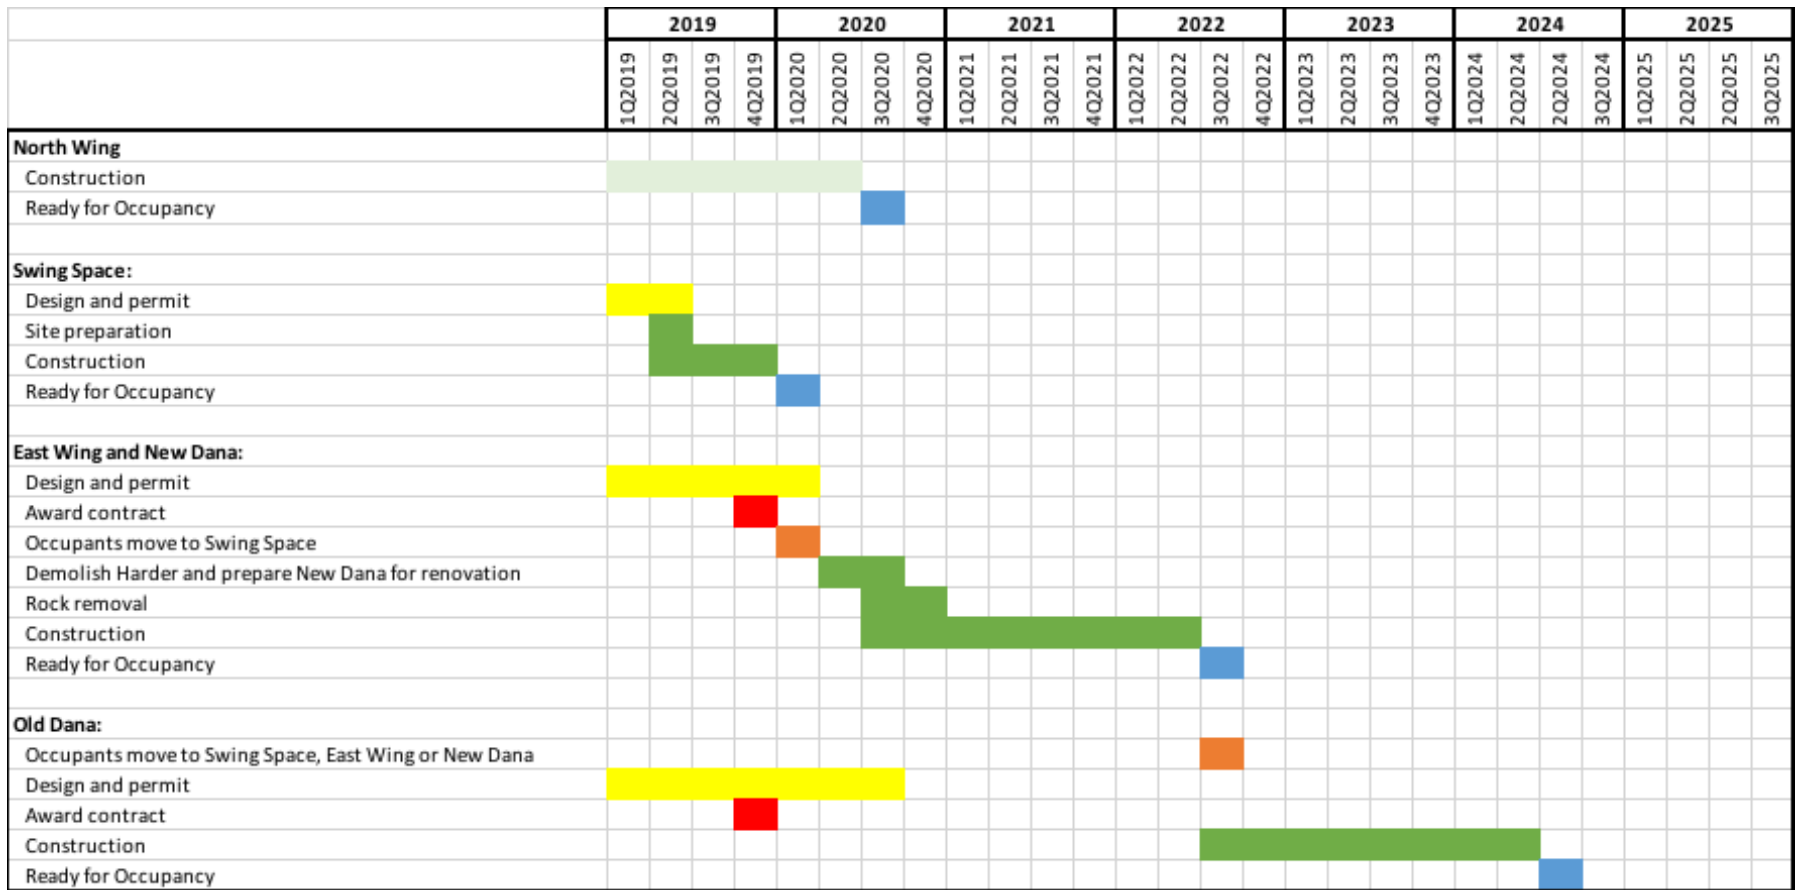 2019 2020 2021 2022 2023 2024 2025
1Q2019 2Q2019 3Q2019 4Q2019 1Q2020 2Q2020 3Q2020 4Q2020 1Q2021 2Q2021 3Q2021 4Q2021 1Q2022 2Q2022 3Q2022 4Q2022 1Q2023 2Q2023 3Q2023 4Q2023 1Q2024 2Q2024 2Q2024 3Q2024 1Q2025 2Q2025 2Q2025 3Q2025
North Wing
Construction
Ready for Occupancy
Swing Space:
Design and permit
Site preparation
Construction
Ready for Occupancy
East Wing and New Dana:
Design and permit
Award contract
Occupants move to Swing Space
Demolish Harder and prepare New Dana for renovation
Rock removal
Construction
Ready for Occupancy
Old Dana:
Occupants move to Swing Space, East Wing or New Dana
Design and permit
Award contract
Construction
Ready for Occupancy